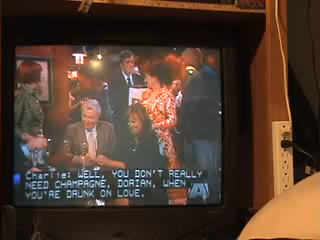 Charlie: WELL, YOU DON'T REALLY
NEED CHAMPAGNE, DORIAN, WHEN
YOU'RE DRUNK ON LOVE.
A